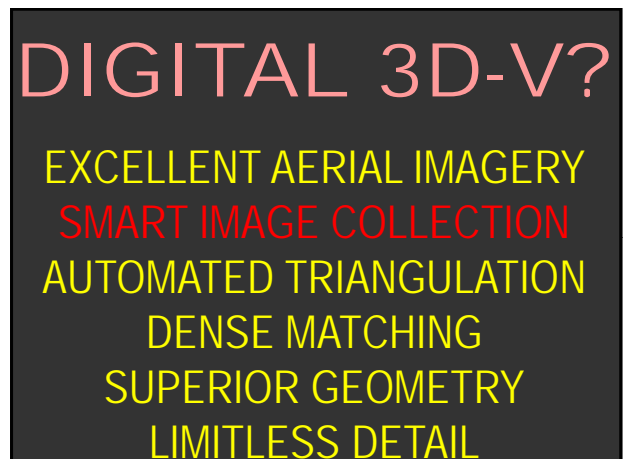 DIGITAL 3D-V?
EXCELLENT AERIAL IMAGERY
SMART IMAGE COLLECTION
AUTOMATED TRIANGULATION
DENSE MATCHING
SUPERIOR GEOMETRY
LIMITLESS DETAIL